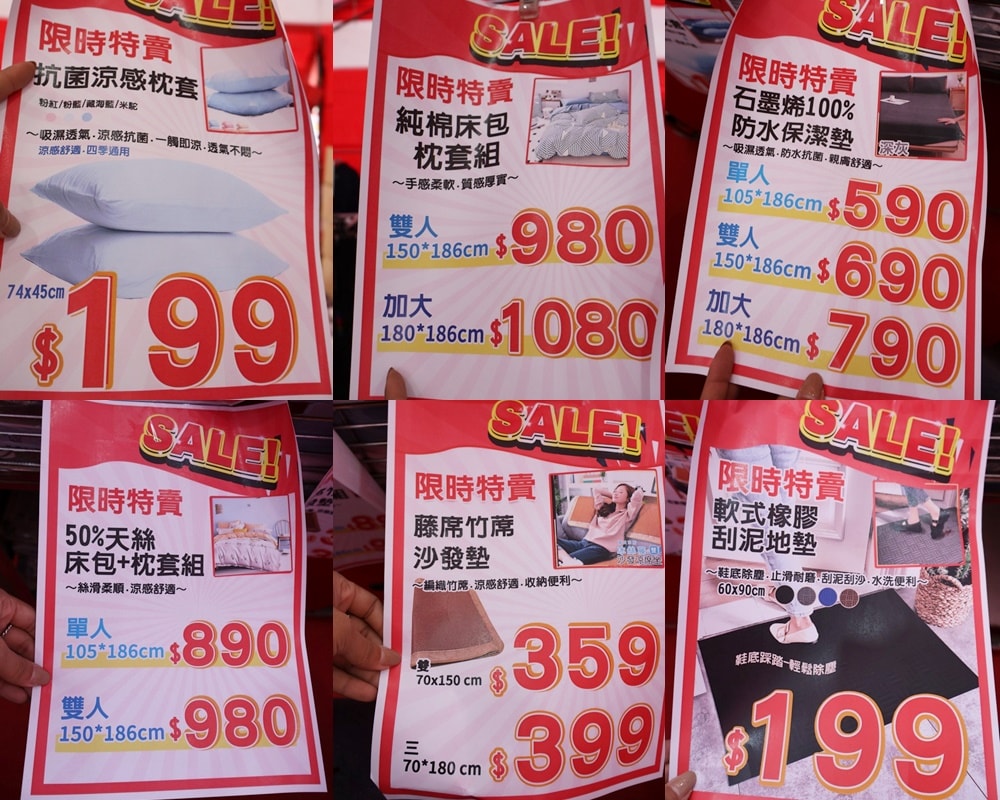 SALE!
限時特賣
抗菌涼感枕套
粉紅/粉藍/藏海藍/米駝
～吸濕透氣.涼感抗菌.一觸即涼.透氣不悶～
涼感舒適.四季適用
74x45cm
$199
SALE!
限時特賣
純棉床包
枕套組
～手感柔軟.質感厚實～
雙人
150*186cm $980
加大
180*186cm $1080
SALE!
限時特賣
石墨烯100%
防水保潔墊
深灰
～吸濕透氣.防水抗菌.親膚舒適～
單人
105*186cm $590
雙人
150*186cm $690
加大
180*186cm $790
SALE!
限時特賣
50%天絲
床包+枕套組
～絲滑柔順.涼感舒適～
單人
105*186cm $890
雙人
150*186cm $980
SALE!
限時特賣
藤席竹蓆
沙發墊
～編織竹蓆.涼感舒適.收納便利～
雙
70x150 cm $359
三
70*180 cm $399
SALE!
限時特賣
軟式橡膠
刮泥地墊
～鞋底除塵.止滑耐磨.刮泥刮沙.水洗便利～
60x90cm
鞋底踩踏一輕鬆除塵
$199